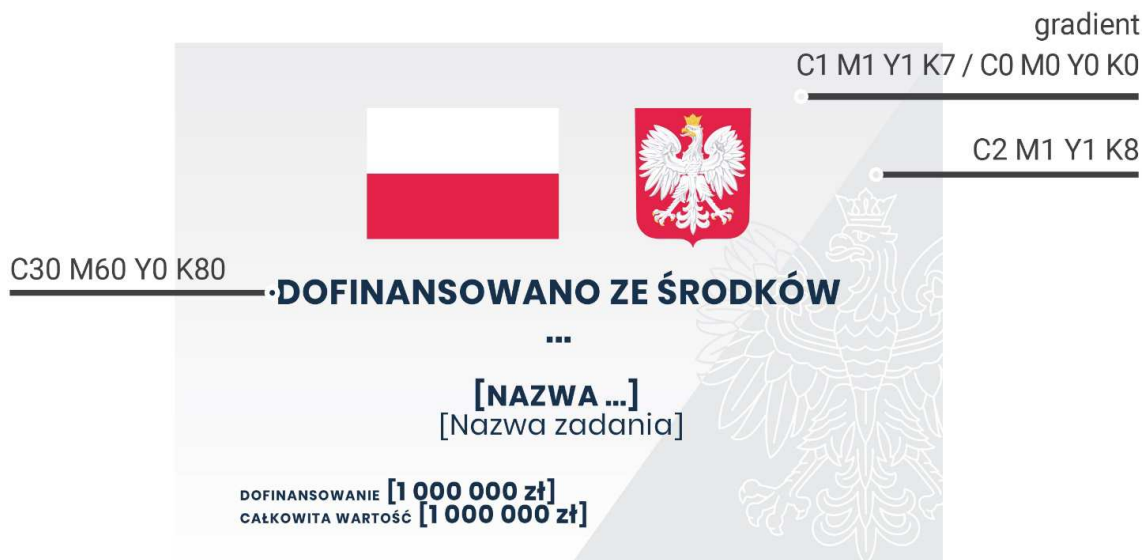 gradient
C1 M1 Y1 K7 / C0 M0 Y0 K0
C2 M1 Y1 K8
C30 M60 Y0 K80
DOFINANSOWANO ZE ŚRODKÓW
...
[NAZWA ...]
[Nazwa zadania]
DOFINANSOWANIE [1 000 000 zł]
CAŁKOWITA WARTOŚĆ [1 000 000 zł]